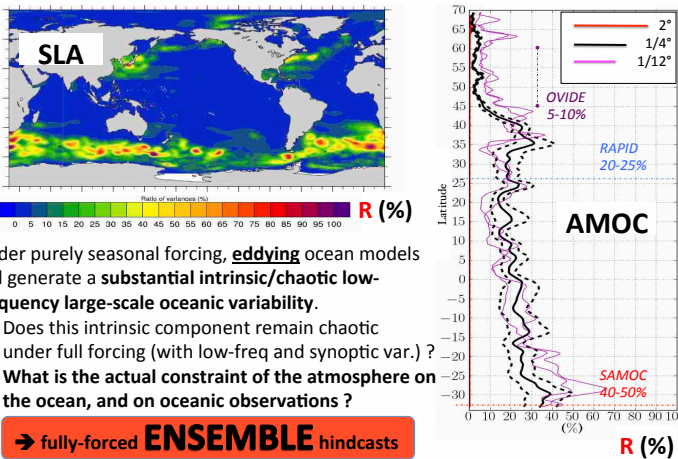 SLA
Ratio of variances (%)
0 5 10 15 20 25 30 35 40 45 50 55 60 65 70 75 80 85 90 95 100
R (%)
der purely seasonal forcing, eddying ocean models
l generate a substantial intrinsic/chaotic low-
quency large-scale oceanic variability.
Does this intrinsic component remain chaotic
under full forcing (with low-freq and synoptic var.) ?
What is the actual constraint of the atmosphere on
the ocean, and on oceanic observations ?
➔ fully-forced ENSEMBLE hindcasts
2°
1/4°
1/12°
OVIDE
5-10%
RAPID
20-25%
AMOC
SAMOC
40-50%
Latitude
70
65
60
55
50
45
40
35
30
25
20
15
10
5
0
−5
−10
−15
−20
−25
−30
0 10 20 30 40 50 60 70 80 90 10
(%)
R (%)